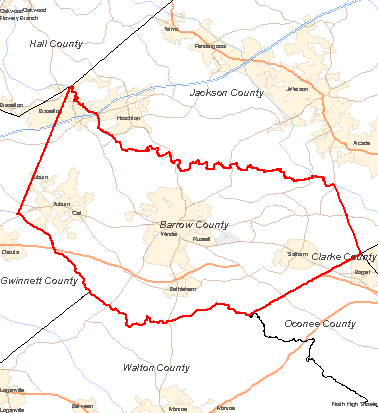 Oakwood
Oakwood
Flowery Branch
Hall County
Pendergrass
Jackson County
Jefferson
Braselton
Braselton
Hoschton
Arcade
Auburn
Auburn
Carl
Barrow County
Winder
Russell
Statham
Clarke County
Dacula
Bogart
Gwinnett County
Bethlehem
Oconee County
Walton County
Loganville
Loganville
Between
Monroe
Monroe
North High Shoals